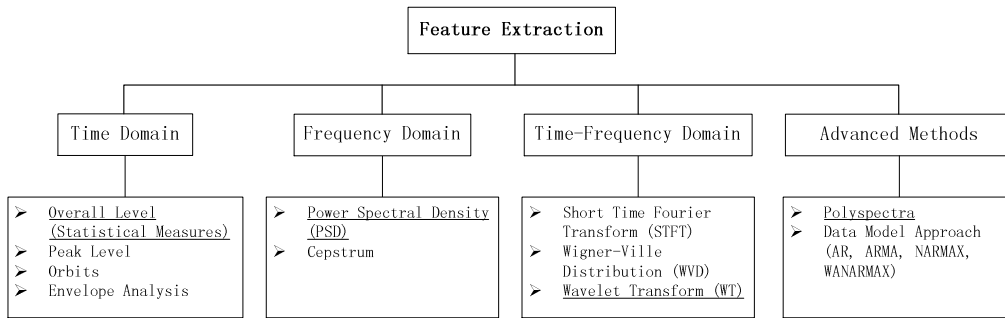 Feature Extraction
Time Domain
Frequency Domain
Time-Frequency Domain
Advanced Methods
Overall Level
(Statistical Measures)
Peak Level
Orbits
Envelope Analysis
Power Spectral Density
(PSD)
Cepstrum
Short Time Fourier
Transform (STFT)
Wigner-Ville
Distribution (WVD)
Wavelet Transform (WT)
Polyspectra
Data Model Approach
(AR, ARMA, NARMAX,
WANARMAX)